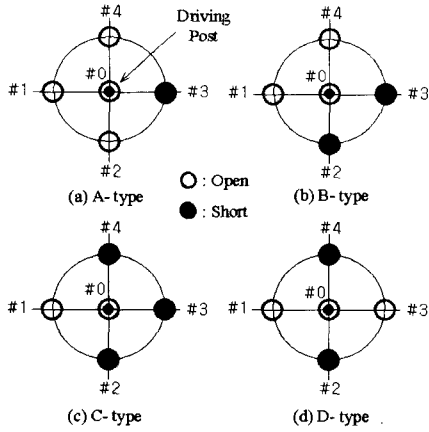 #4
Driving
Post
#0
#1
#3
#2
(a) A-type
#4
#0
#1
#3
#2
(b) B-type
: Open
: Short
#4
#0
#1
#3
#2
(c) C-type
#4
#0
#1
#3
#2
(d) D-type